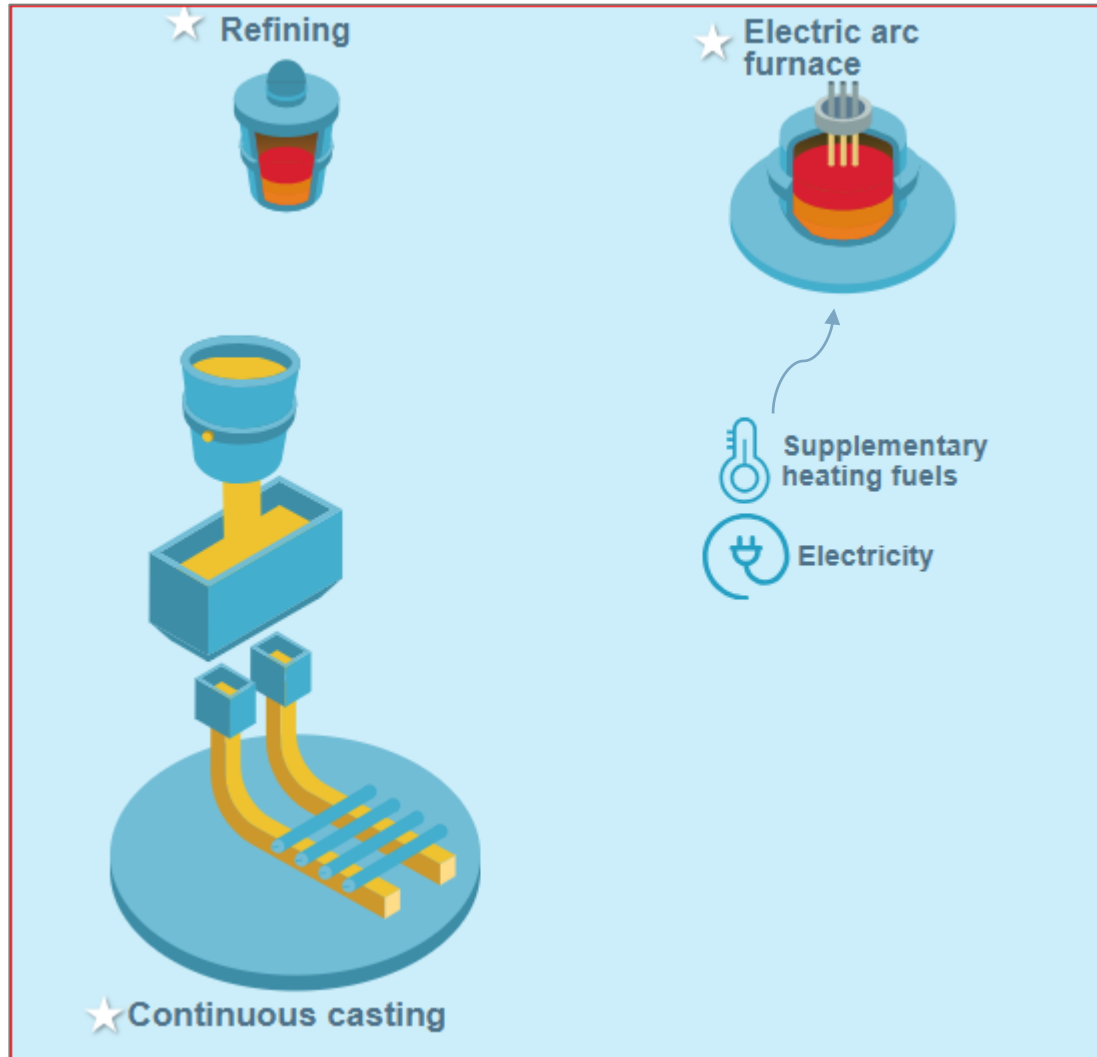 Refining
Electric arc
furnace
Supplementary
heating fuels
Electricity
Continuous casting